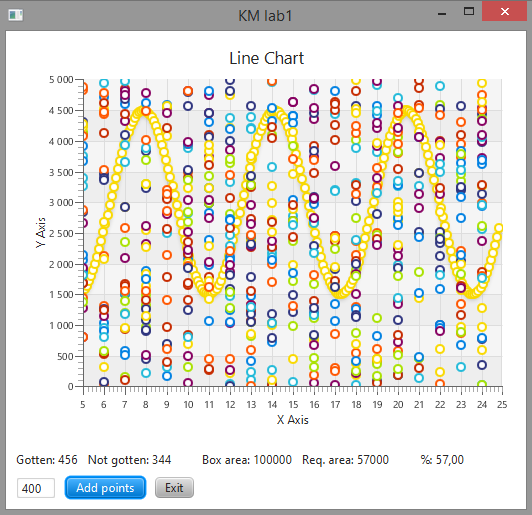 KM lab1
Line Chart
5 000
4 500
4 000
3 500
3 000
2 500
2 000
1 500
1 000
500
0
Y Axis
5 6 7 8 9 10 11 12 13 14 15 16 17 18 19 20 21 22 23 24 25
X Axis
Gotten: 456 Not gotten: 344 Box area: 100000 Req. area: 57000 %: 57,00
400 Add points Exit